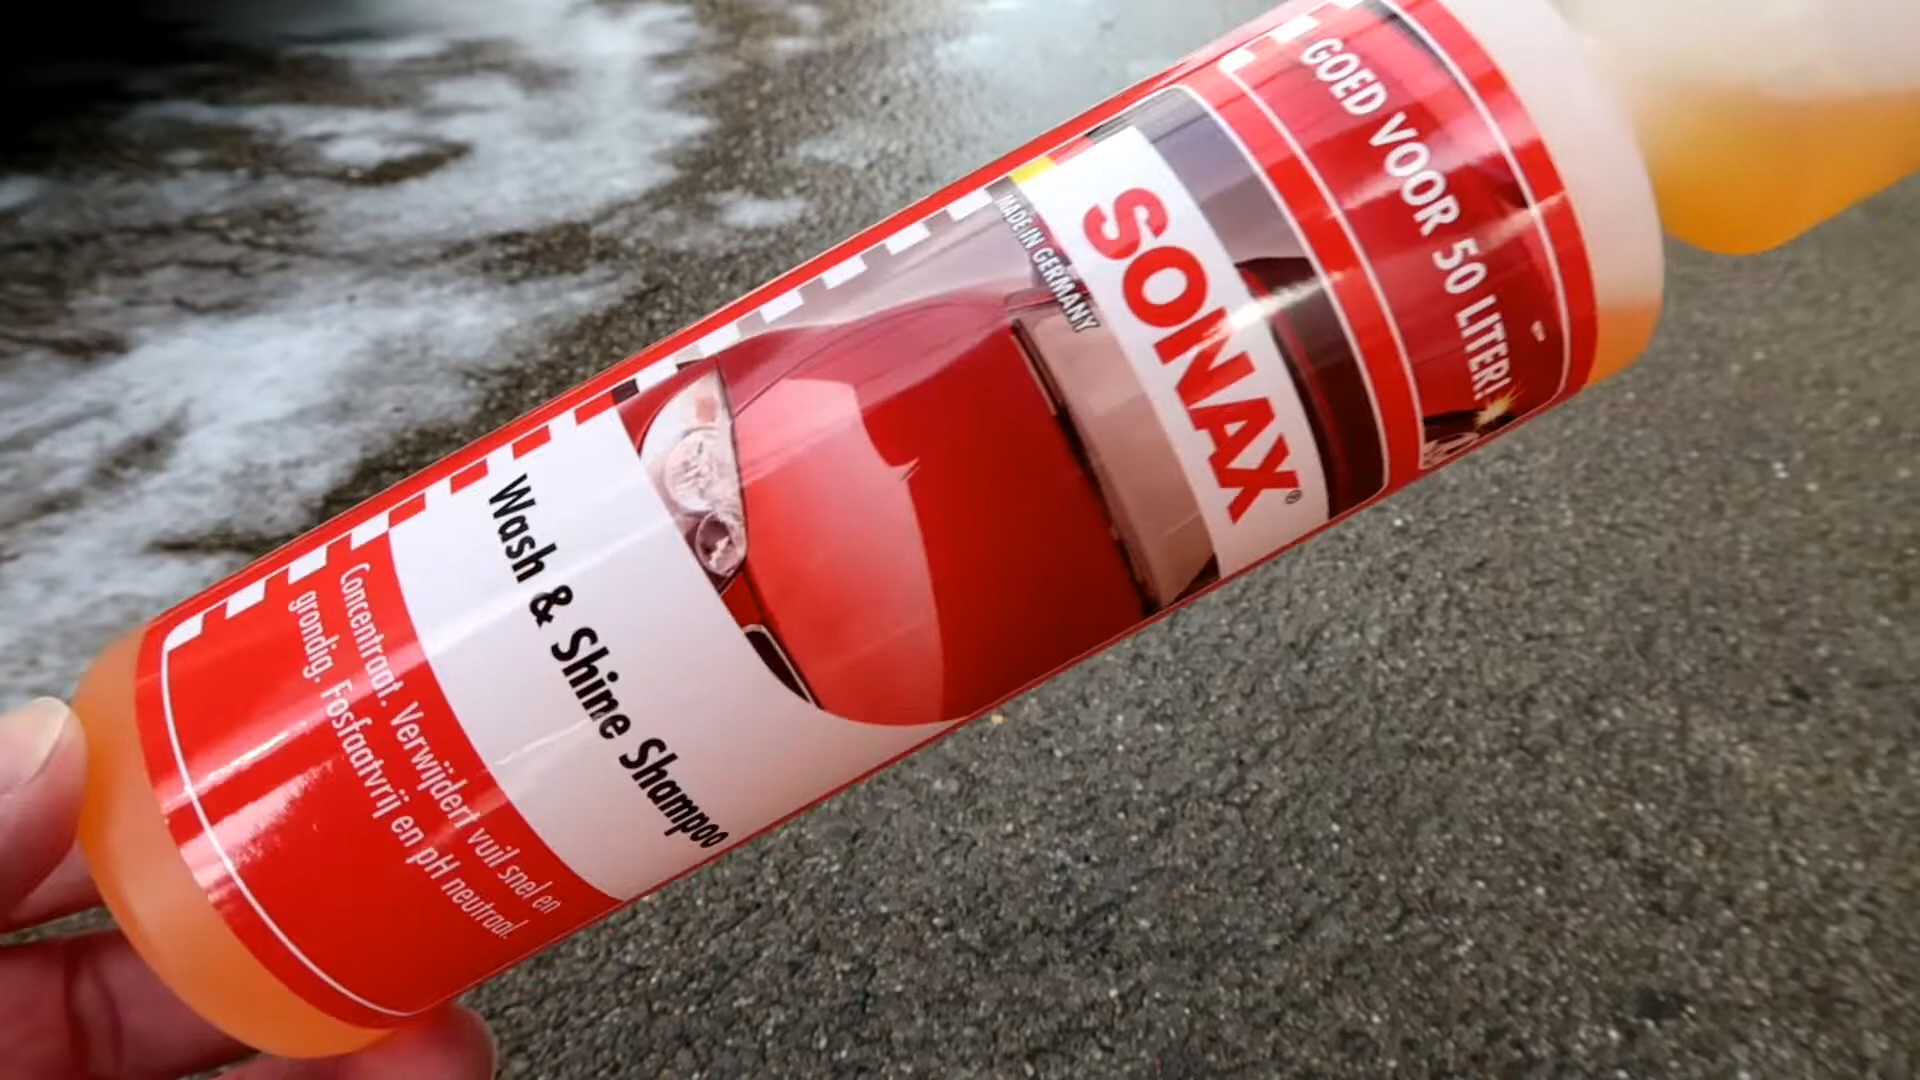 GOED VOOR 50 LITER!
SONAX®
MADE IN GERMANY
Wash & Shine Shampoo
Concentraat. Verwijdert vuil snel en
grondig. Fosfaatvrij en pH neutraal.